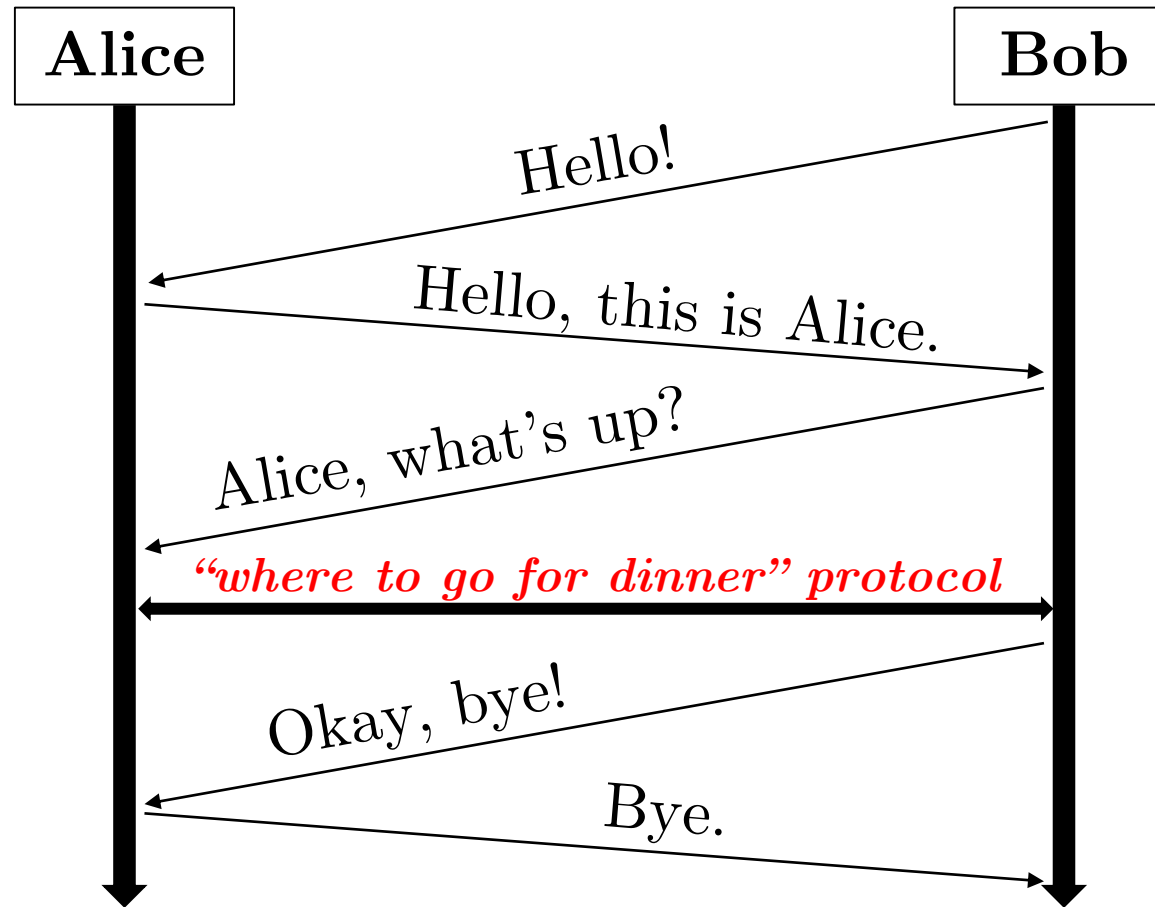 Alice
Bob
Hello!
Hello, this is Alice.
Alice, what's up?
“where to go for dinner” protocol
Okay, bye!
Bye.